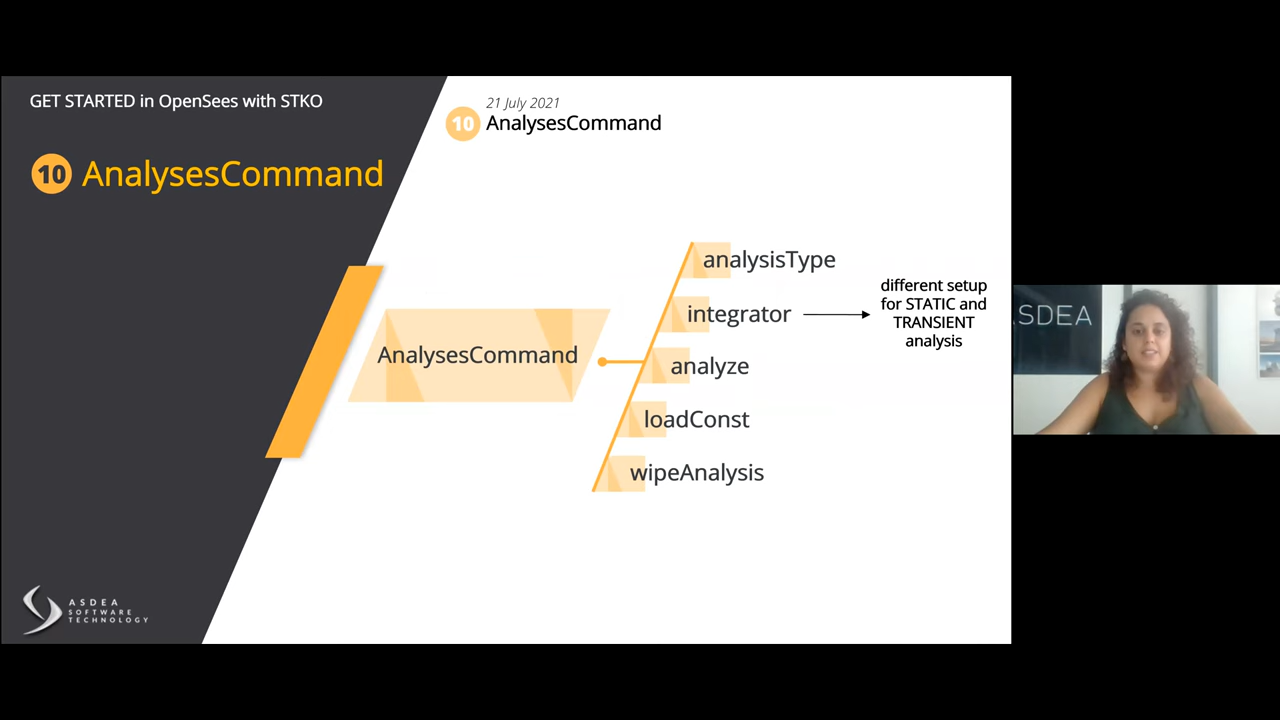 GET STARTED in OpenSees with STKO
10 AnalysesCommand
21 July 2021
10 AnalysesCommand
AnalysesCommand
analysisType
integrator
different setup
for STATIC and
TRANSIENT
analysis
analyze
loadConst
wipeAnalysis
ASDEA
SOFTWARE
TECHNOLOGY
SDEA